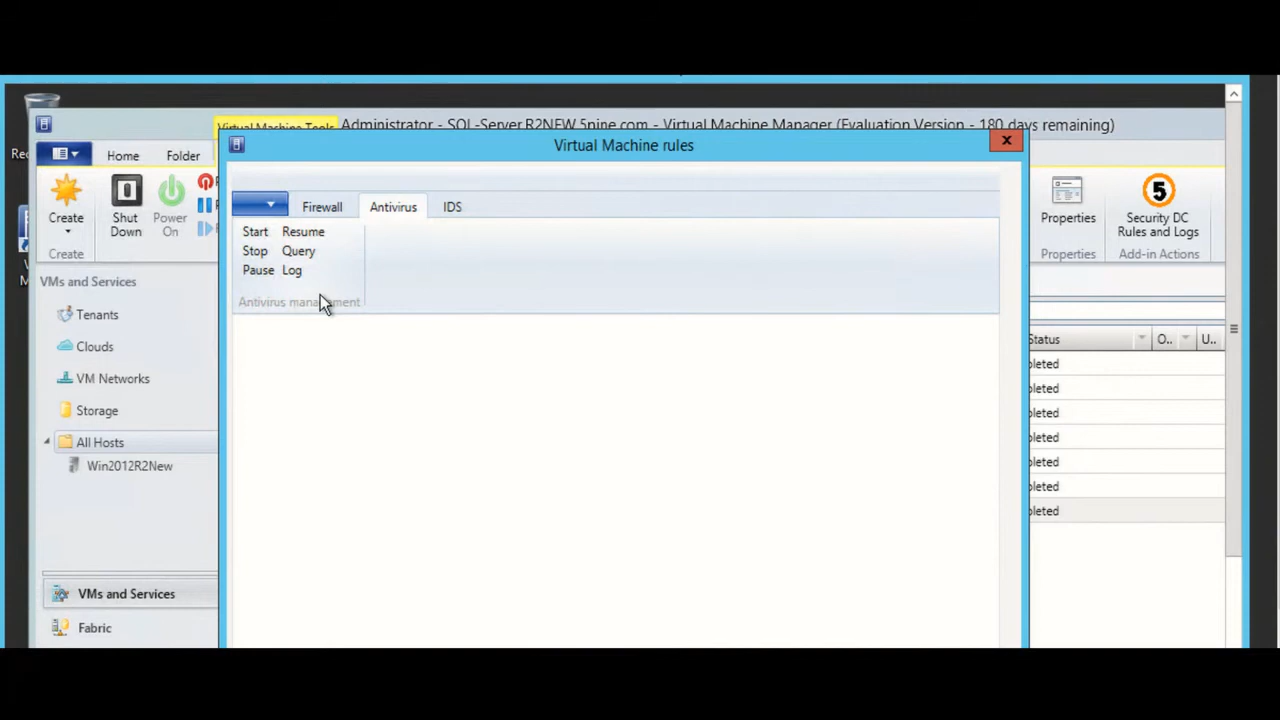 Administrator - SQL-Server.R2NEW.5nine.com - Virtual Machine Manager (Evaluation Version - 180 days remaining)
Virtual Machine Tools
Virtual Machine rules
Home Folder
Firewall Antivirus IDS
Create
Shut Down
Power On
Create
Start Resume
Stop Query
Pause Log
Antivirus management
Properties
Properties
5
Security DC
Rules and Logs
Add-in Actions
VMs and Services
Tenants
Clouds
VM Networks
Storage
All Hosts
Win2012R2New
VMs and Services
Fabric
Status O.. U..
pleted
pleted
pleted
pleted
pleted
pleted
pleted